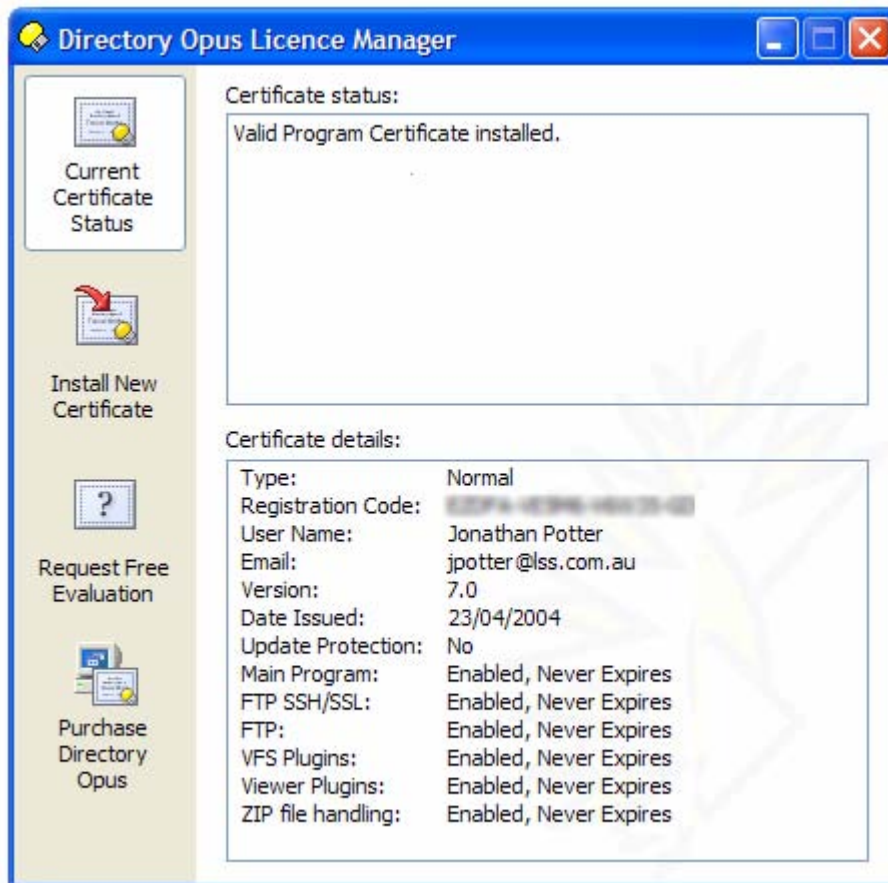 Directory Opus Licence Manager
Current
Certificate
Status
Install New
Certificate
?
Request Free
Evaluation
Purchase
Directory
Opus
Certificate status:
Valid Program Certificate installed.
Certificate details:
Type: Normal
Registration Code:
User Name: Jonathan Potter
Email: jpotter@lss.com.au
Version: 7.0
Date Issued: 23/04/2004
Update Protection: No
Main Program: Enabled, Never Expires
FTP SSH/SSL: Enabled, Never Expires
FTP: Enabled, Never Expires
VFS Plugins: Enabled, Never Expires
Viewer Plugins: Enabled, Never Expires
ZIP file handling: Enabled, Never Expires